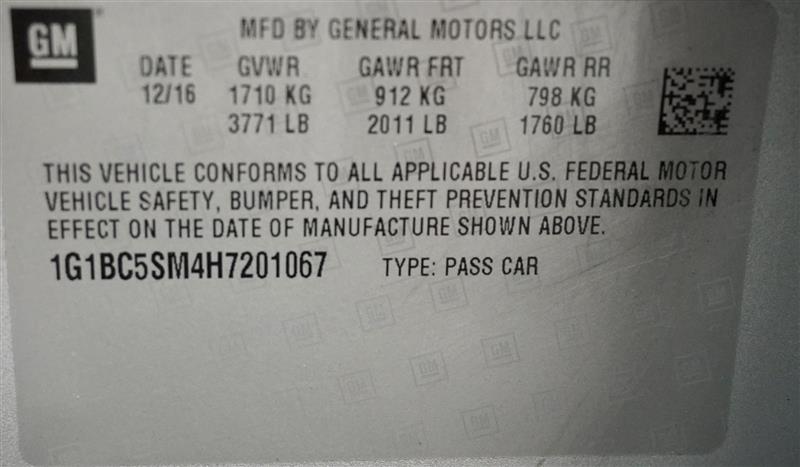 GM
MFD BY GENERAL MOTORS LLC
DATE GVWR GAWR FRT GAWR RR
12/16 1710 KG 912 KG 798 KG
3771 LB 2011 LB 1760 LB
THIS VEHICLE CONFORMS TO ALL APPLICABLE U.S. FEDERAL MOTOR
VEHICLE SAFETY, BUMPER, AND THEFT PREVENTION STANDARDS IN
EFFECT ON THE DATE OF MANUFACTURE SHOWN ABOVE.
1G1BC5SM4H7201067 TYPE: PASS CAR